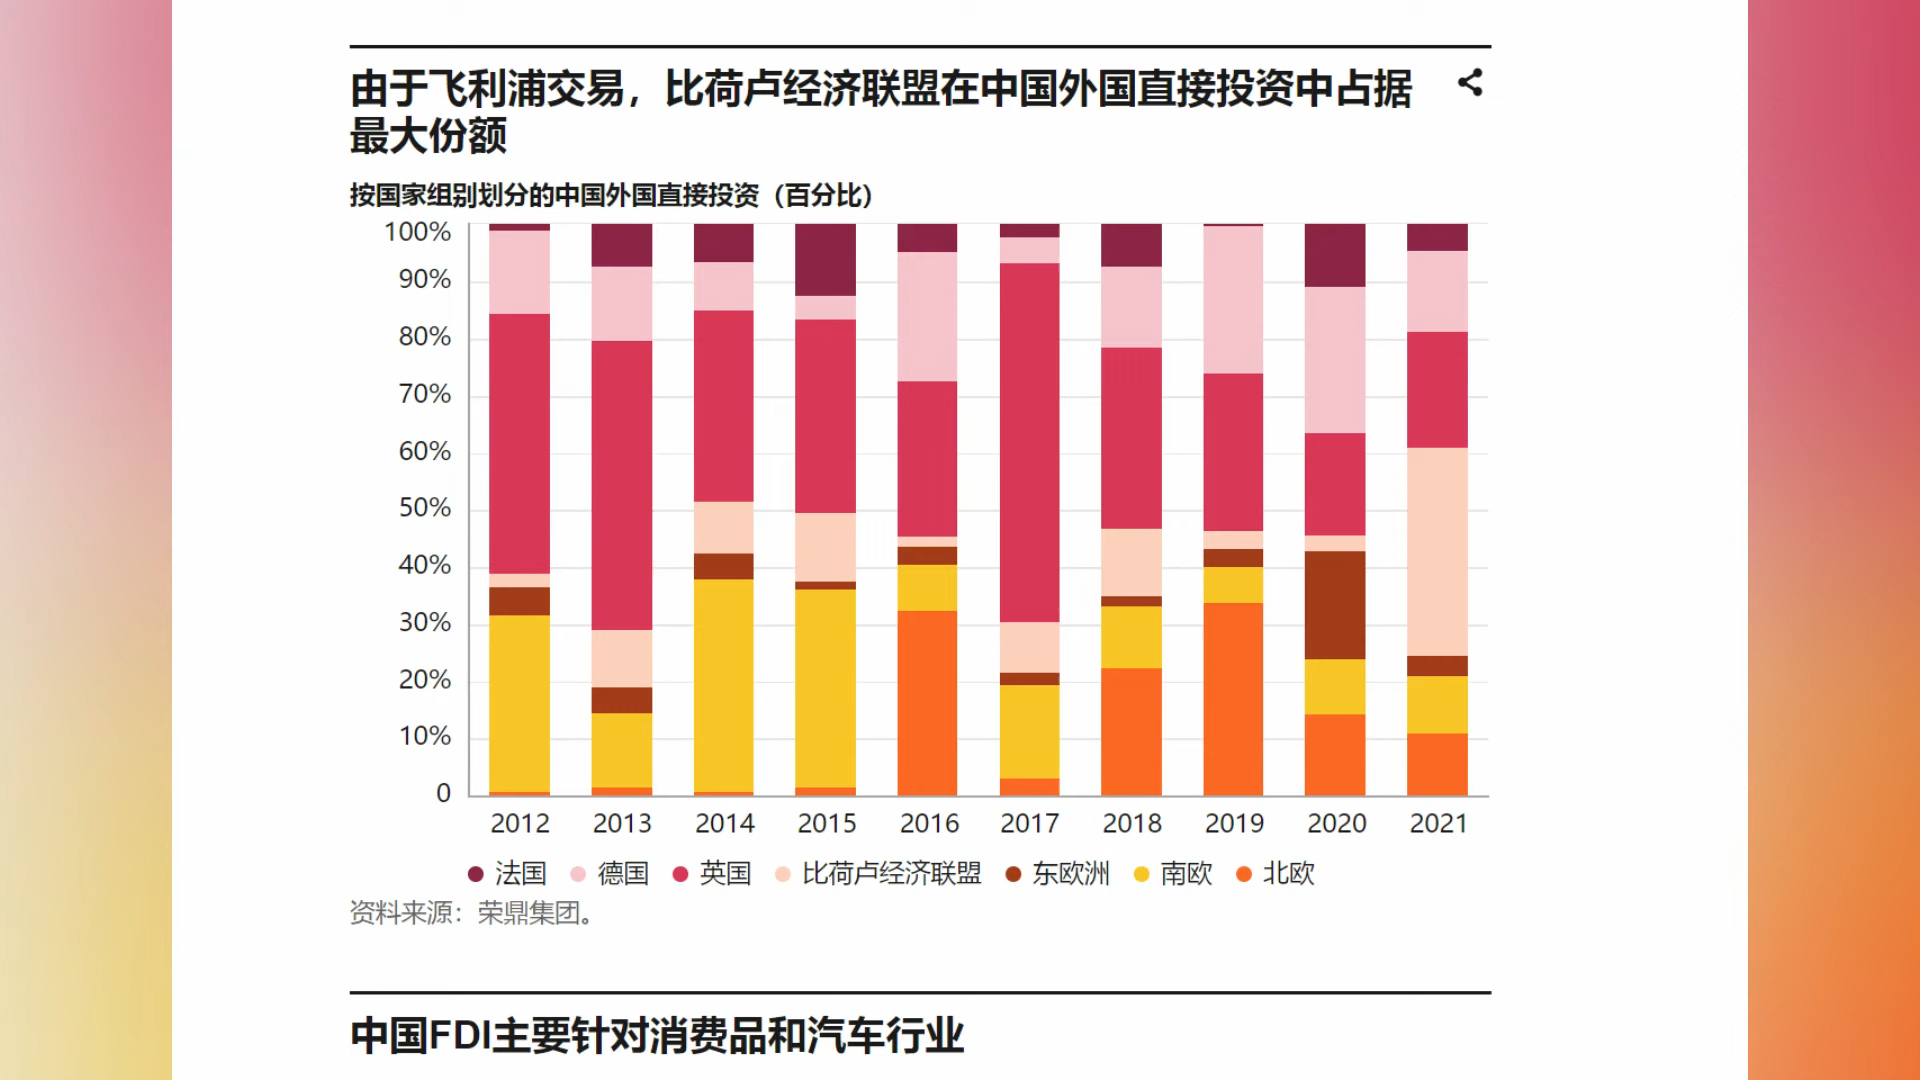 由于飞利浦交易，比荷卢经济联盟在中国外国直接投资中占据
最大份额
按国家组别划分的中国外国直接投资（百分比）
100%
90%
80%
70%
60%
50%
40%
30%
20%
10%
0
2012 2013 2014 2015 2016 2017 2018 2019 2020 2021
法国 德国 英国 比荷卢经济联盟 东欧洲 南欧 北欧
资料来源：荣鼎集团。
中国FDI主要针对消费品和汽车行业